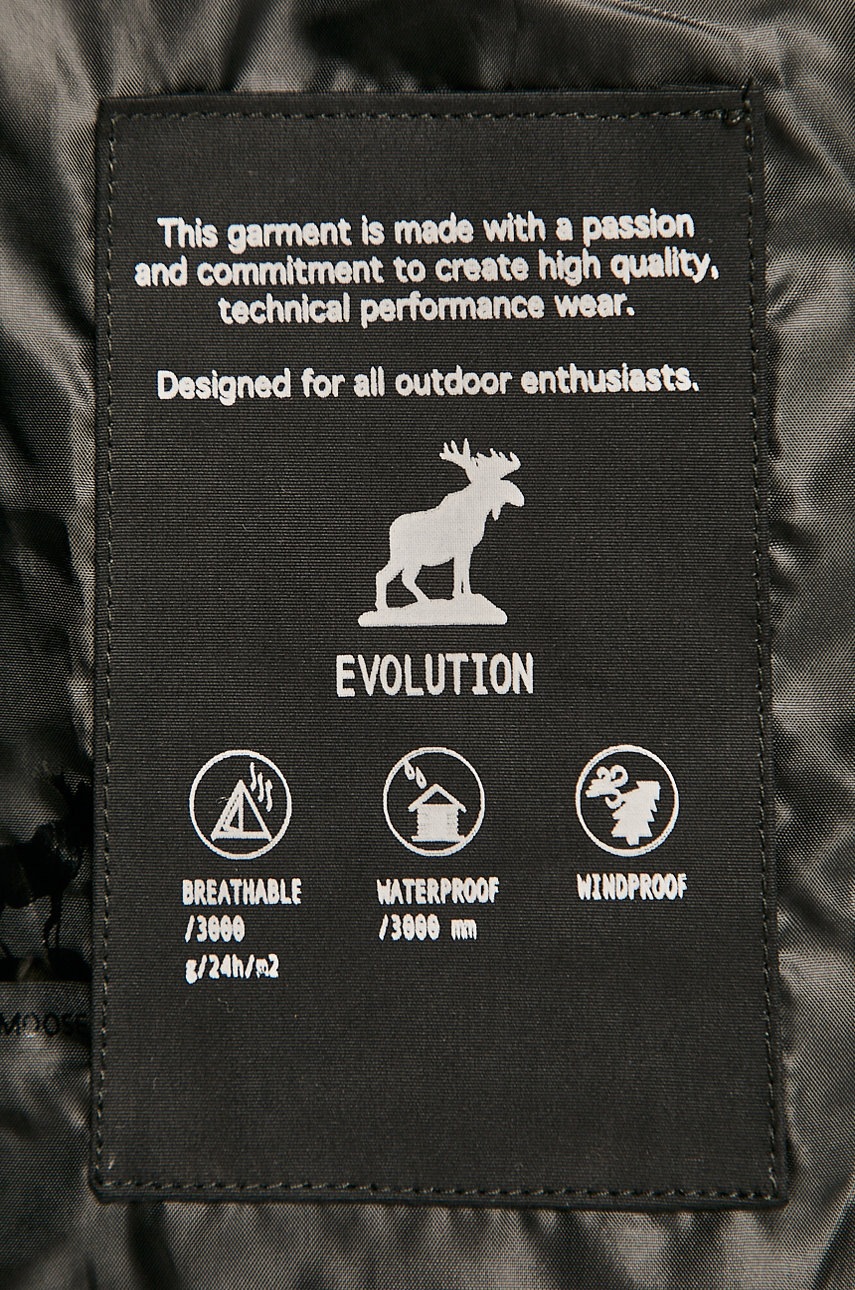 This garment is made with a passion
and commitment to create high quality,
technical performance wear.
Designed for all outdoor enthusiasts.
EVOLUTION
BREATHABLE
/3000
g/24h/m2
WATERPROOF
/3000 mm
WINDPROOF
MOOSE